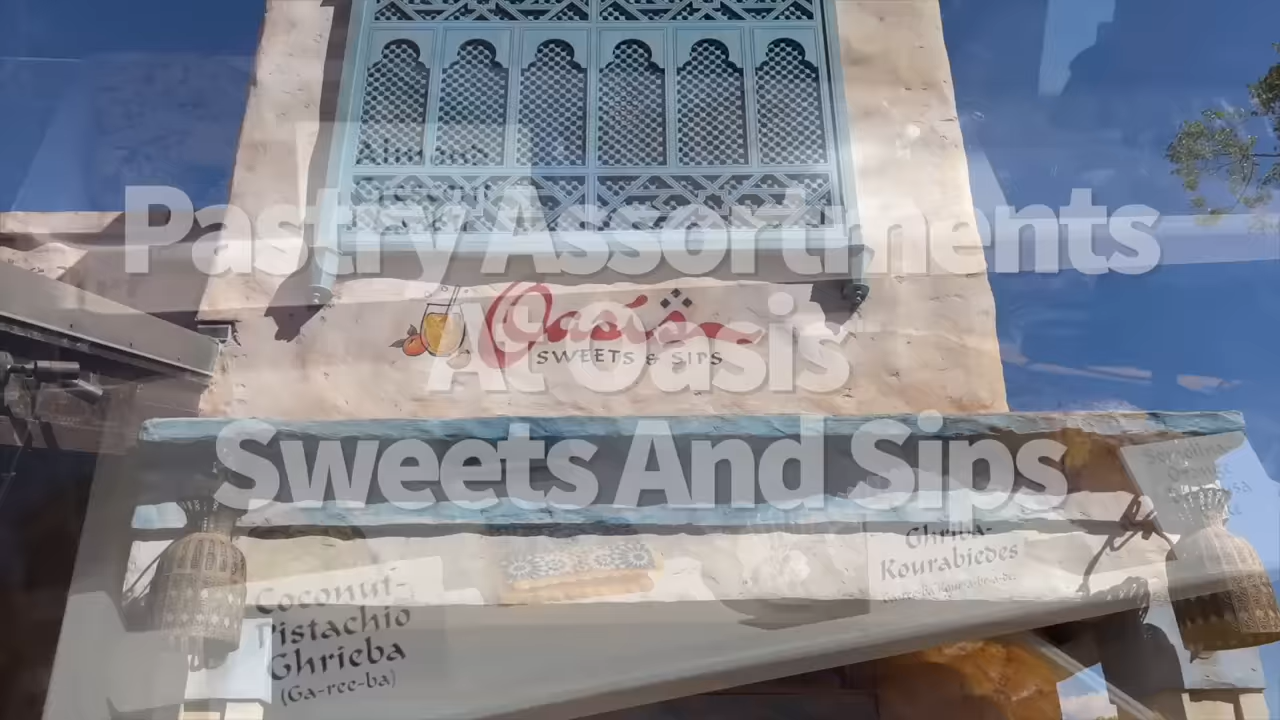 Pastry Assortments
Oasis
SWEETS & SIPS
At Oasis
Sweets And Sips
Ghriba-
Kourabiedes
Coconut-
Pistachio
Ghrieba
(Ga-ree-ba)